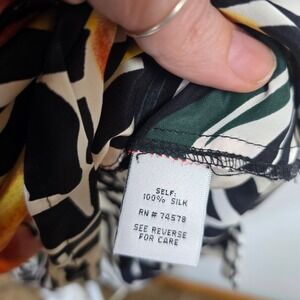 SELF:
100% SILK
RN# 74578
SEE REVERSE
FOR CARE